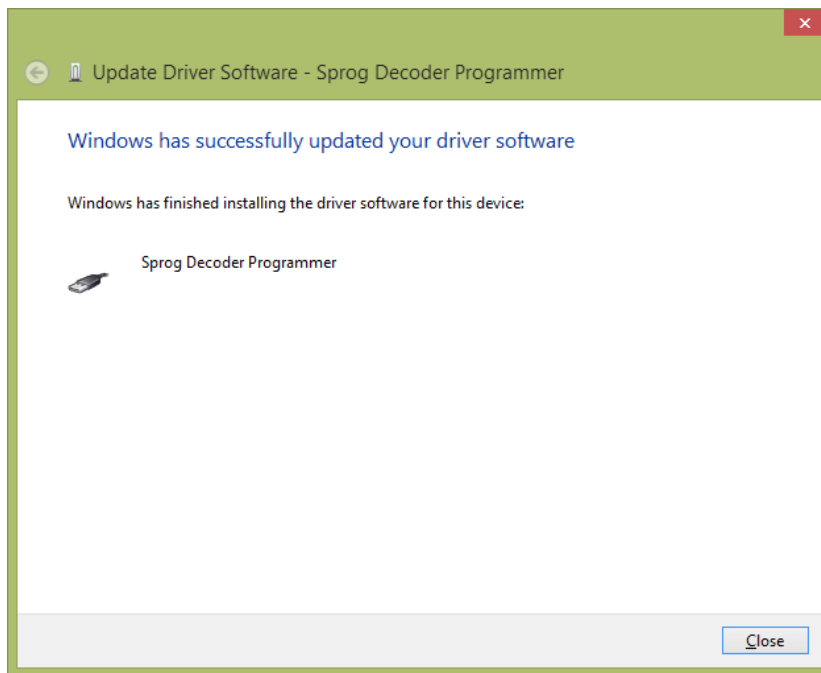 Update Driver Software - Sprog Decoder Programmer
Windows has successfully updated your driver software
Windows has finished installing the driver software for this device:
Sprog Decoder Programmer
Close